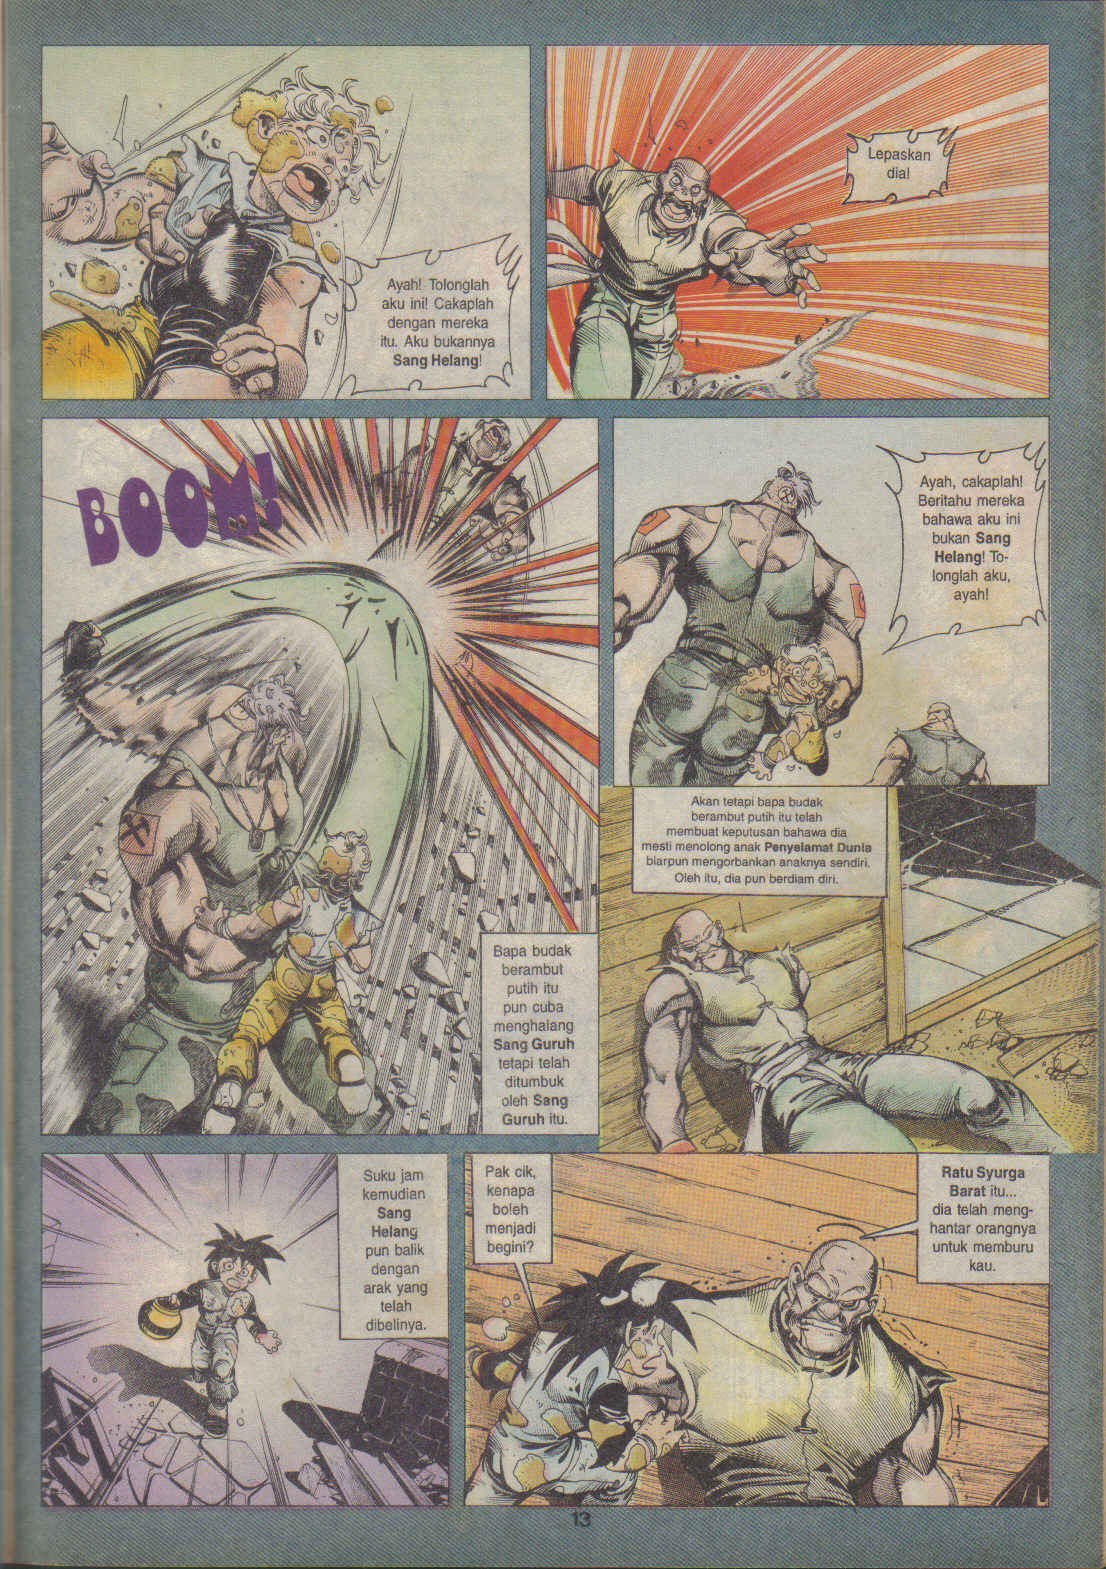 Ayah! Tolonglah
aku ini! Cakaplah
dengan mereka
itu. Aku bukannya
Sang Helang!
Lepaskan
dia!
BOOM!
Bapa budak
berambut
putih itu
pun cuba
menghalang
Sang Guruh
tetapi telah
ditumbuk
oleh Sang
Guruh itu.
Ayah, cakaplah!
Beritahu mereka
bahawa aku ini
bukan Sang
Helang! To-
longlah aku,
ayah!
Akan tetapi bapa budak
berambut putih itu telah
membuat keputusan bahawa dia
mesti menolong anak Penyelamat Dunia
biarpun mengorbankan anaknya sendiri.
Oleh itu, dia pun berdiam diri.
Suku jam
kemudian
Sang
Helang
pun balik
dengan
arak yang
telah
dibelinya.
Pak cik,
kenapa
boleh
menjadi
begini?
Ratu Syurga
Barat itu...
dia telah meng-
hantar orangnya
untuk memburu
kau.
13